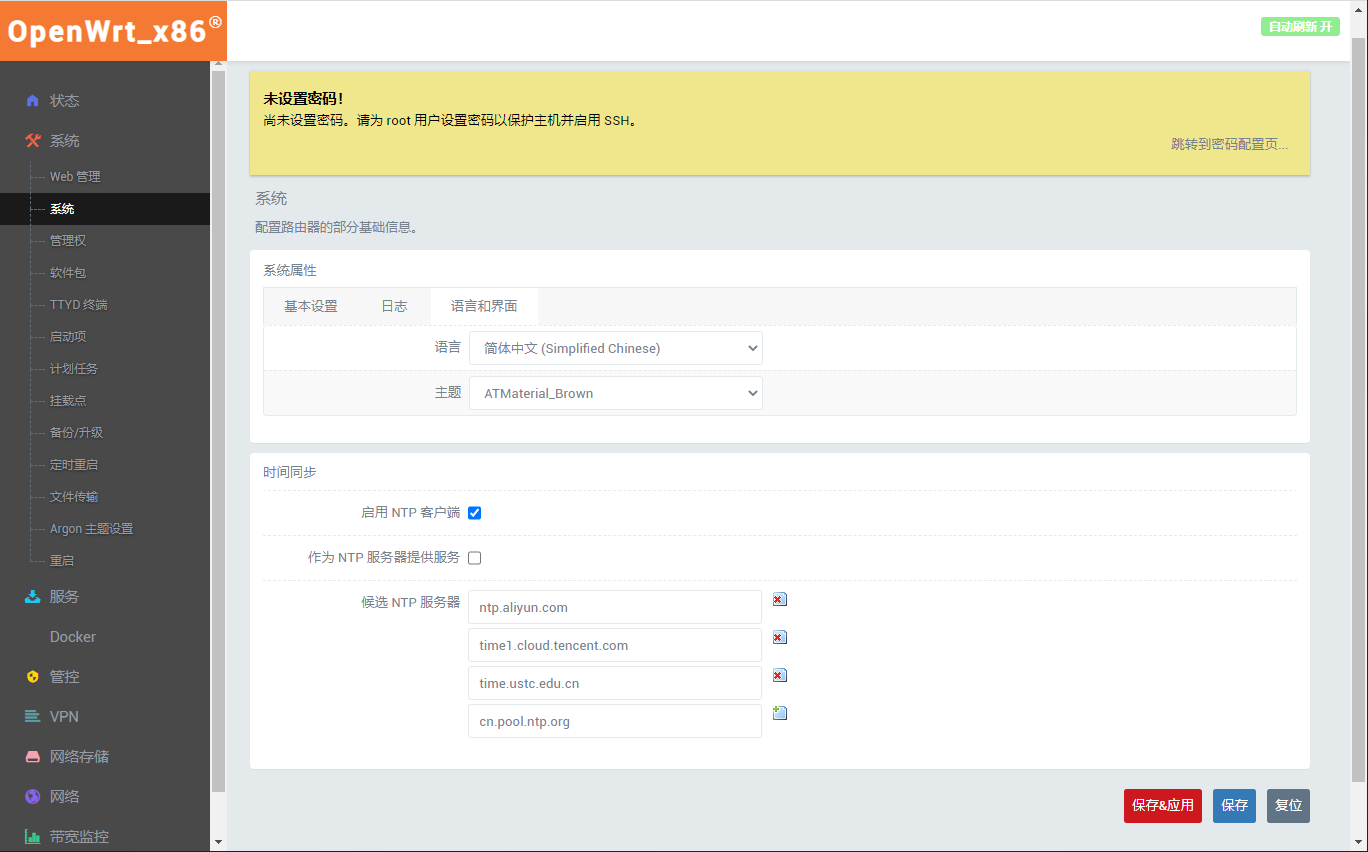 OpenWrt_x86®
自动刷新 开
状态
系统
Web 管理
系统
管理权
软件包
TTYD 终端
启动项
计划任务
挂载点
备份/升级
定时重启
文件传输
Argon 主题设置
重启
服务
Docker
管控
VPN
网络存储
网络
带宽监控
未设置密码！
尚未设置密码。请为 root 用户设置密码以保护主机并启用 SSH。
跳转到密码配置页...
系统
配置路由器的部分基础信息。
系统属性
基本设置 日志 语言和界面
语言 简体中文 (Simplified Chinese)
主题 ATMaterial_Brown
时间同步
启用 NTP 客户端
作为 NTP 服务器提供服务
候选 NTP 服务器 ntp.aliyun.com
time1.cloud.tencent.com
time.ustc.edu.cn
cn.pool.ntp.org
保存&应用 保存 复位